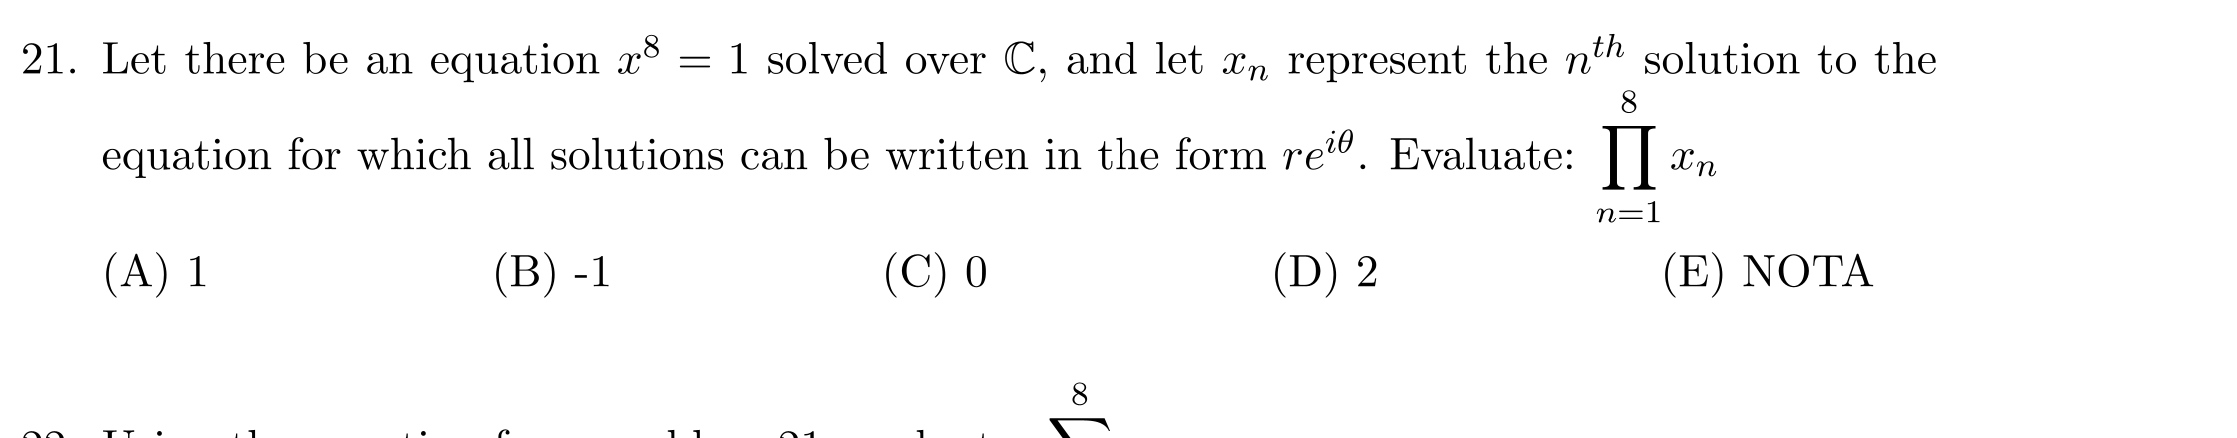 21. Let there be an equation x^8 = 1 solved over ℂ, and let x_n represent the n^{th} solution to the
equation for which all solutions can be written in the form re^{iθ}. Evaluate: \prod_{n=1}^{8} x_n
(A) 1 (B) -1 (C) 0 (D) 2 (E) NOTA
8